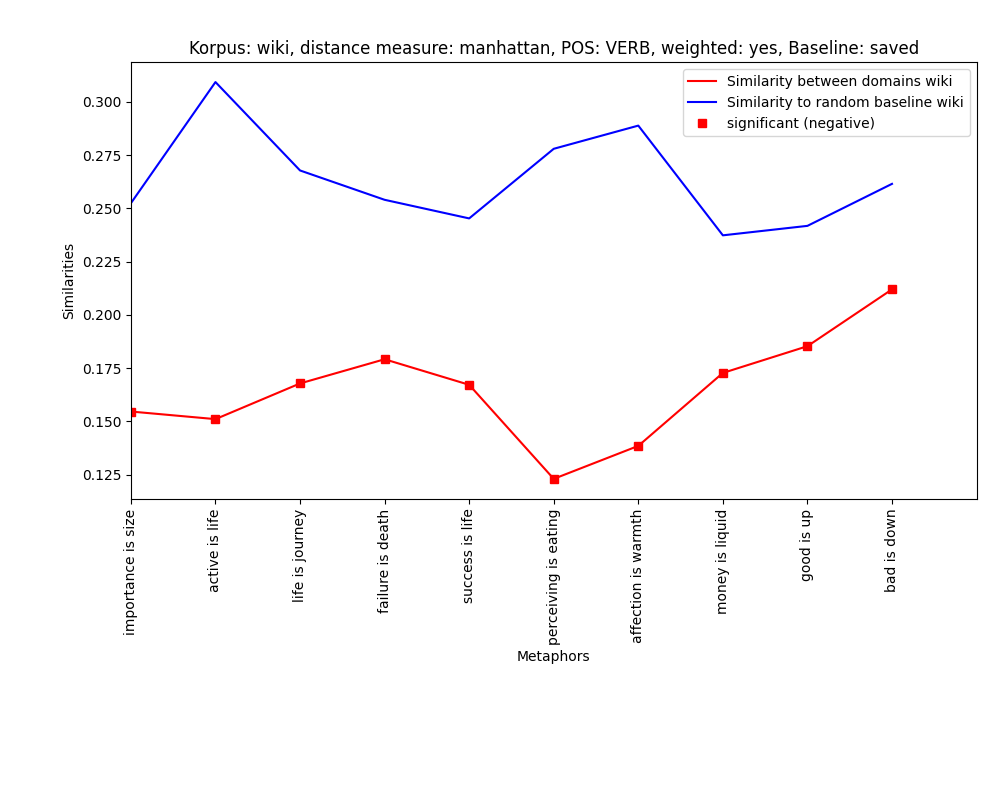 Korpus: wiki, distance measure: manhattan, POS: VERB, weighted: yes, Baseline: saved
Similarity between domains wiki
Similarity to random baseline wiki
significant (negative)
0.300
0.275
0.250
0.225
0.200
0.175
0.150
0.125
Similarities
importance is size
active is life
life is journey
failure is death
success is life
perceiving is eating
affection is warmth
money is liquid
good is up
bad is down
Metaphors